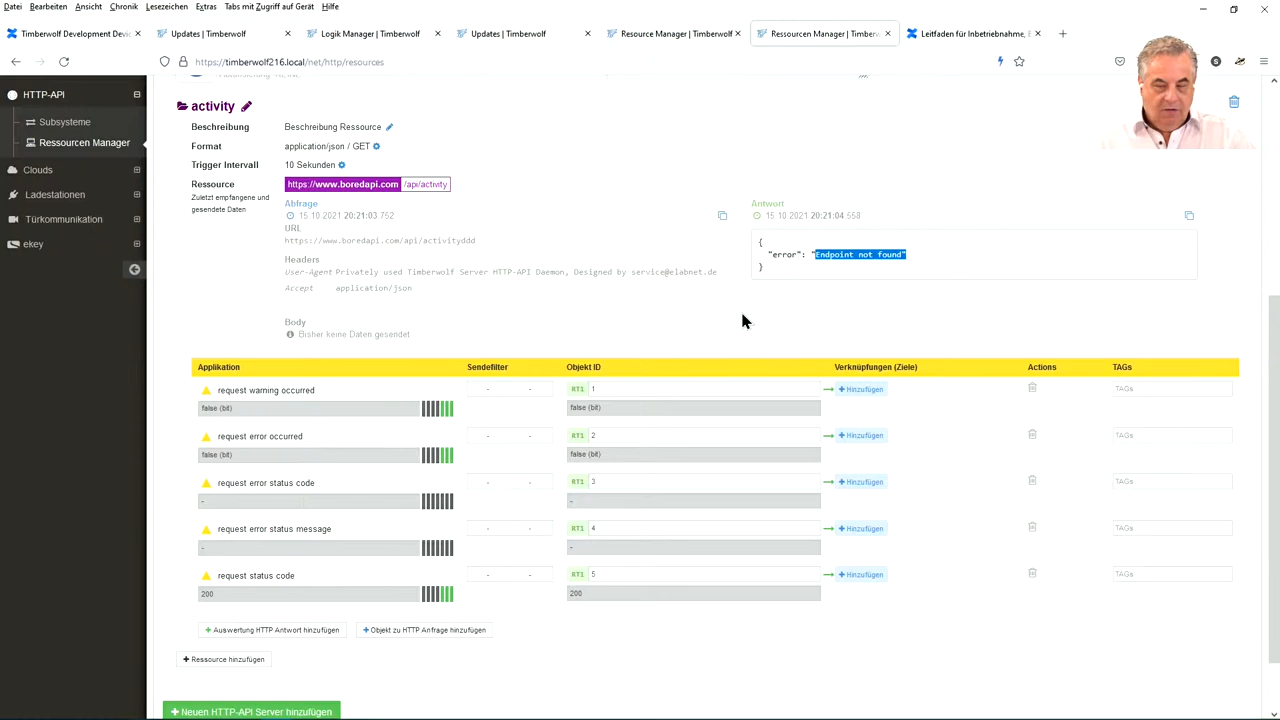 Datei Bearbeiten Ansicht Chronik Lesezeichen Extras Tabs mit Zugriff auf Gerät Hilfe
Timberwolf Development Devic Updates | Timberwolf Logik Manager | Timberwolf Updates | Timberwolf Resource Manager | Timberwolf Ressourcen Manager | Timberw Leitfaden für Inbetriebnahme, E
https://timberwolf216.local/net/http/resources
HTTP-API
Subsysteme
Ressourcen Manager
Clouds
Ladestationen
Türkommunikation
ekey
activity
Beschreibung Beschreibung Ressource
Format application/json / GET
Trigger Intervall 10 Sekunden
Ressource https://www.boredapi.com /api/activity
Zuletzt empfangene und
gesendete Daten
Abfrage
15 10 2021 20:21:03.752
URL
https://www.boredapi.com/api/activityddd
Headers
User-Agent Privately used Timberwolf Server HTTP-API Daemon, Designed by service@elabnet.de
Accept application/json
Body
Bisher keine Daten gesendet
Antwort
15 10 2021 20:21:04.558
{
"error": "Endpoint not found"
}
Applikation Sendefilter Objekt ID Verknüpfungen (Ziele) Actions TAGs
request warning occurred - - RT1 1 Hinzufügen TAGs
false (bit) false (bit)
request error occurred - - RT1 2 Hinzufügen TAGs
false (bit) false (bit)
request error status code - - RT1 3 Hinzufügen TAGs
- -
request error status message - - RT1 4 Hinzufügen TAGs
- -
request status code - - RT1 5 Hinzufügen TAGs
200 200
+ Auswertung HTTP Antwort hinzufügen + Objekt zu HTTP Anfrage hinzufügen
+ Ressource hinzufügen
+ Neuen HTTP-API Server hinzufügen